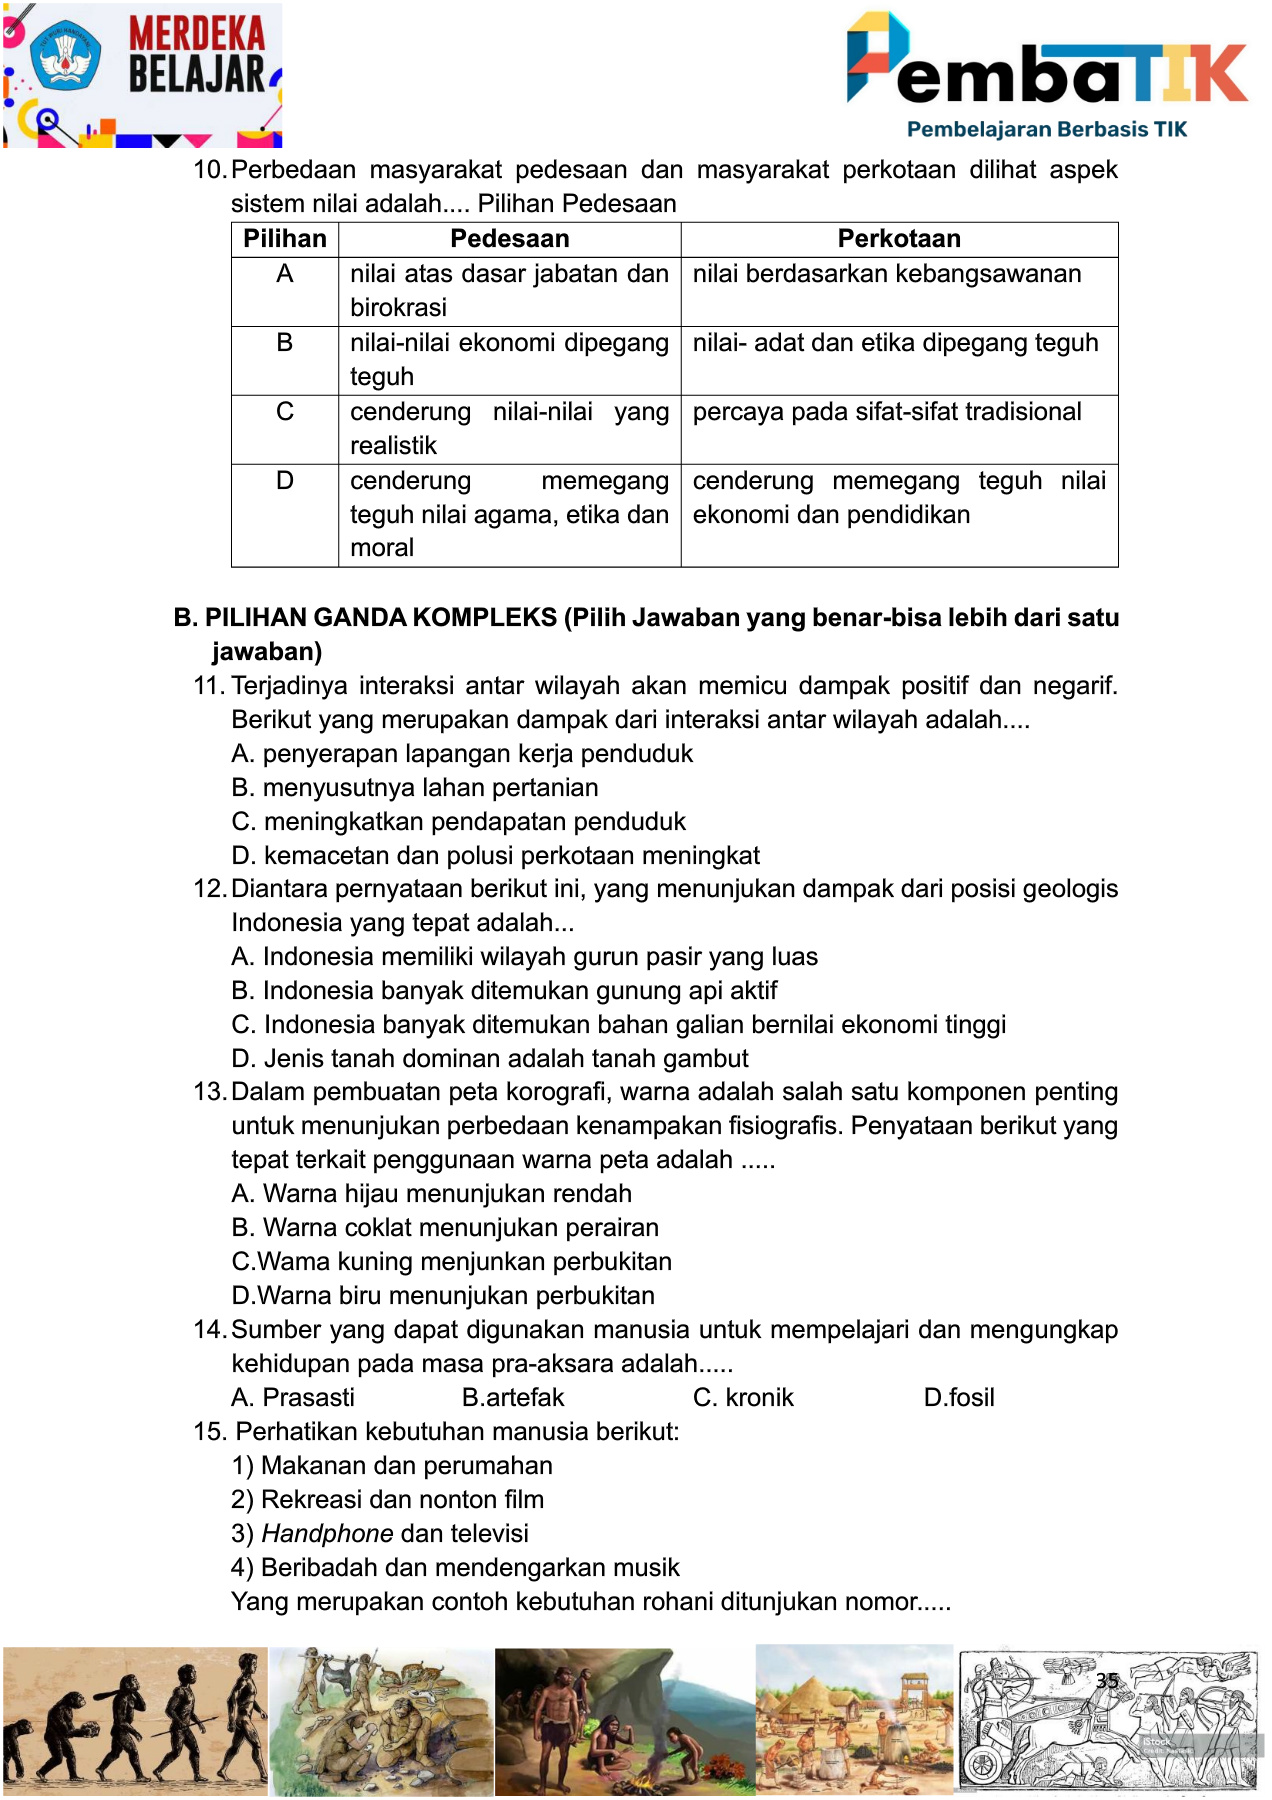 MERDEKA
BELAJAR
PembaTIK
Pembelajaran Berbasis TIK
10. Perbedaan masyarakat pedesaan dan masyarakat perkotaan dilihat aspek
sistem nilai adalah.... Pilihan Pedesaan
Pilihan Pedesaan Perkotaan
A nilai atas dasar jabatan dan nilai berdasarkan kebangsawanan
birokrasi
B nilai-nilai ekonomi dipegang nilai- adat dan etika dipegang teguh
teguh
C cenderung nilai-nilai yang percaya pada sifat-sifat tradisional
realistik
D cenderung memegang cenderung memegang teguh nilai
teguh nilai agama, etika dan ekonomi dan pendidikan
moral
B. PILIHAN GANDA KOMPLEKS (Pilih Jawaban yang benar-bisa lebih dari satu
jawaban)
11. Terjadinya interaksi antar wilayah akan memicu dampak positif dan negarif.
Berikut yang merupakan dampak dari interaksi antar wilayah adalah....
A. penyerapan lapangan kerja penduduk
B. menyusutnya lahan pertanian
C. meningkatkan pendapatan penduduk
D. kemacetan dan polusi perkotaan meningkat
12. Diantara pernyataan berikut ini, yang menunjukan dampak dari posisi geologis
Indonesia yang tepat adalah...
A. Indonesia memiliki wilayah gurun pasir yang luas
B. Indonesia banyak ditemukan gunung api aktif
C. Indonesia banyak ditemukan bahan galian bernilai ekonomi tinggi
D. Jenis tanah dominan adalah tanah gambut
13. Dalam pembuatan peta korografi, warna adalah salah satu komponen penting
untuk menunjukan perbedaan kenampakan fisiografis. Penyataan berikut yang
tepat terkait penggunaan warna peta adalah .....
A. Warna hijau menunjukan rendah
B. Warna coklat menunjukan perairan
C.Wama kuning menjunkan perbukitan
D.Warna biru menunjukan perbukitan
14. Sumber yang dapat digunakan manusia untuk mempelajari dan mengungkap
kehidupan pada masa pra-aksara adalah.....
A. Prasasti B.artefak C. kronik D.fosil
15. Perhatikan kebutuhan manusia berikut:
1) Makanan dan perumahan
2) Rekreasi dan nonton film
3) Handphone dan televisi
4) Beribadah dan mendengarkan musik
Yang merupakan contoh kebutuhan rohani ditunjukan nomor.....
35
iStock